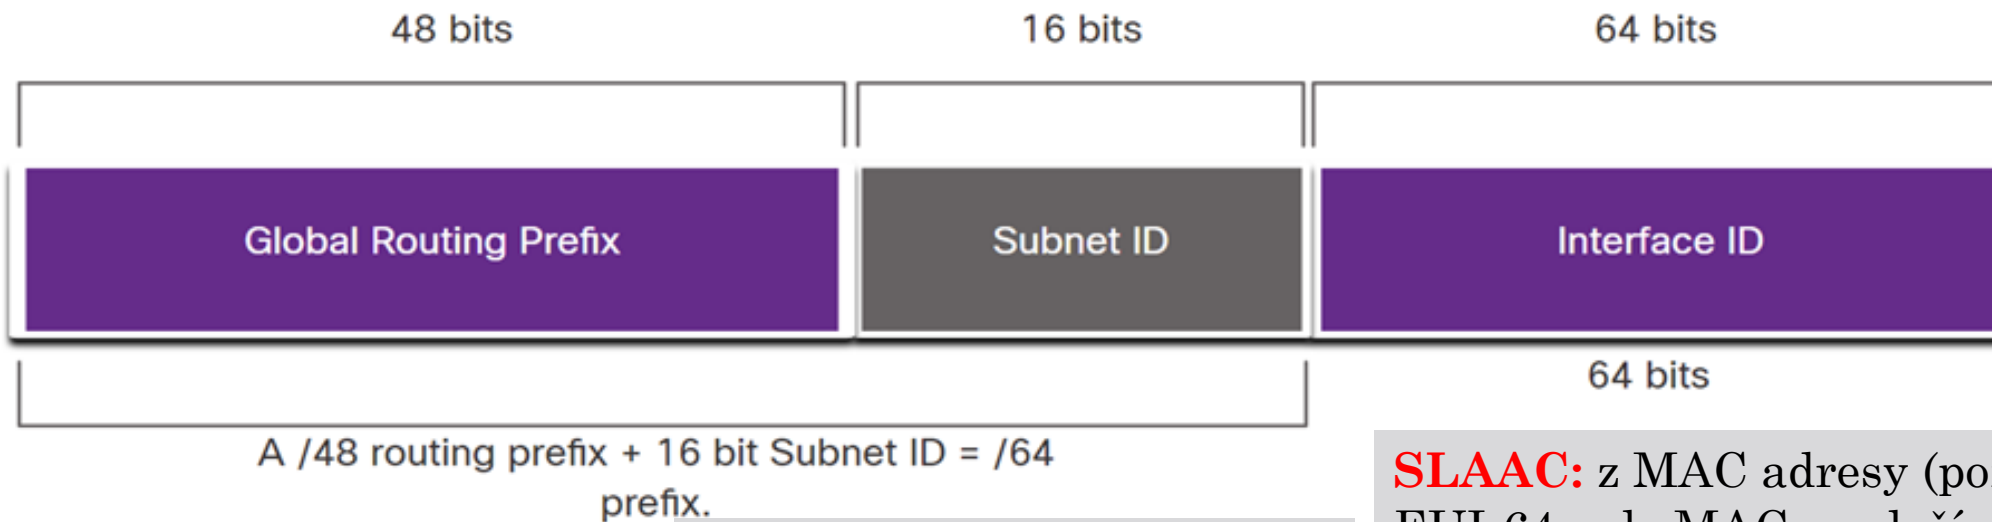 48 bits 16 bits 64 bits
Global Routing Prefix Subnet ID Interface ID
64 bits
A /48 routing prefix + 16 bit Subnet ID = /64
prefix.
SLAAC: z MAC adresy